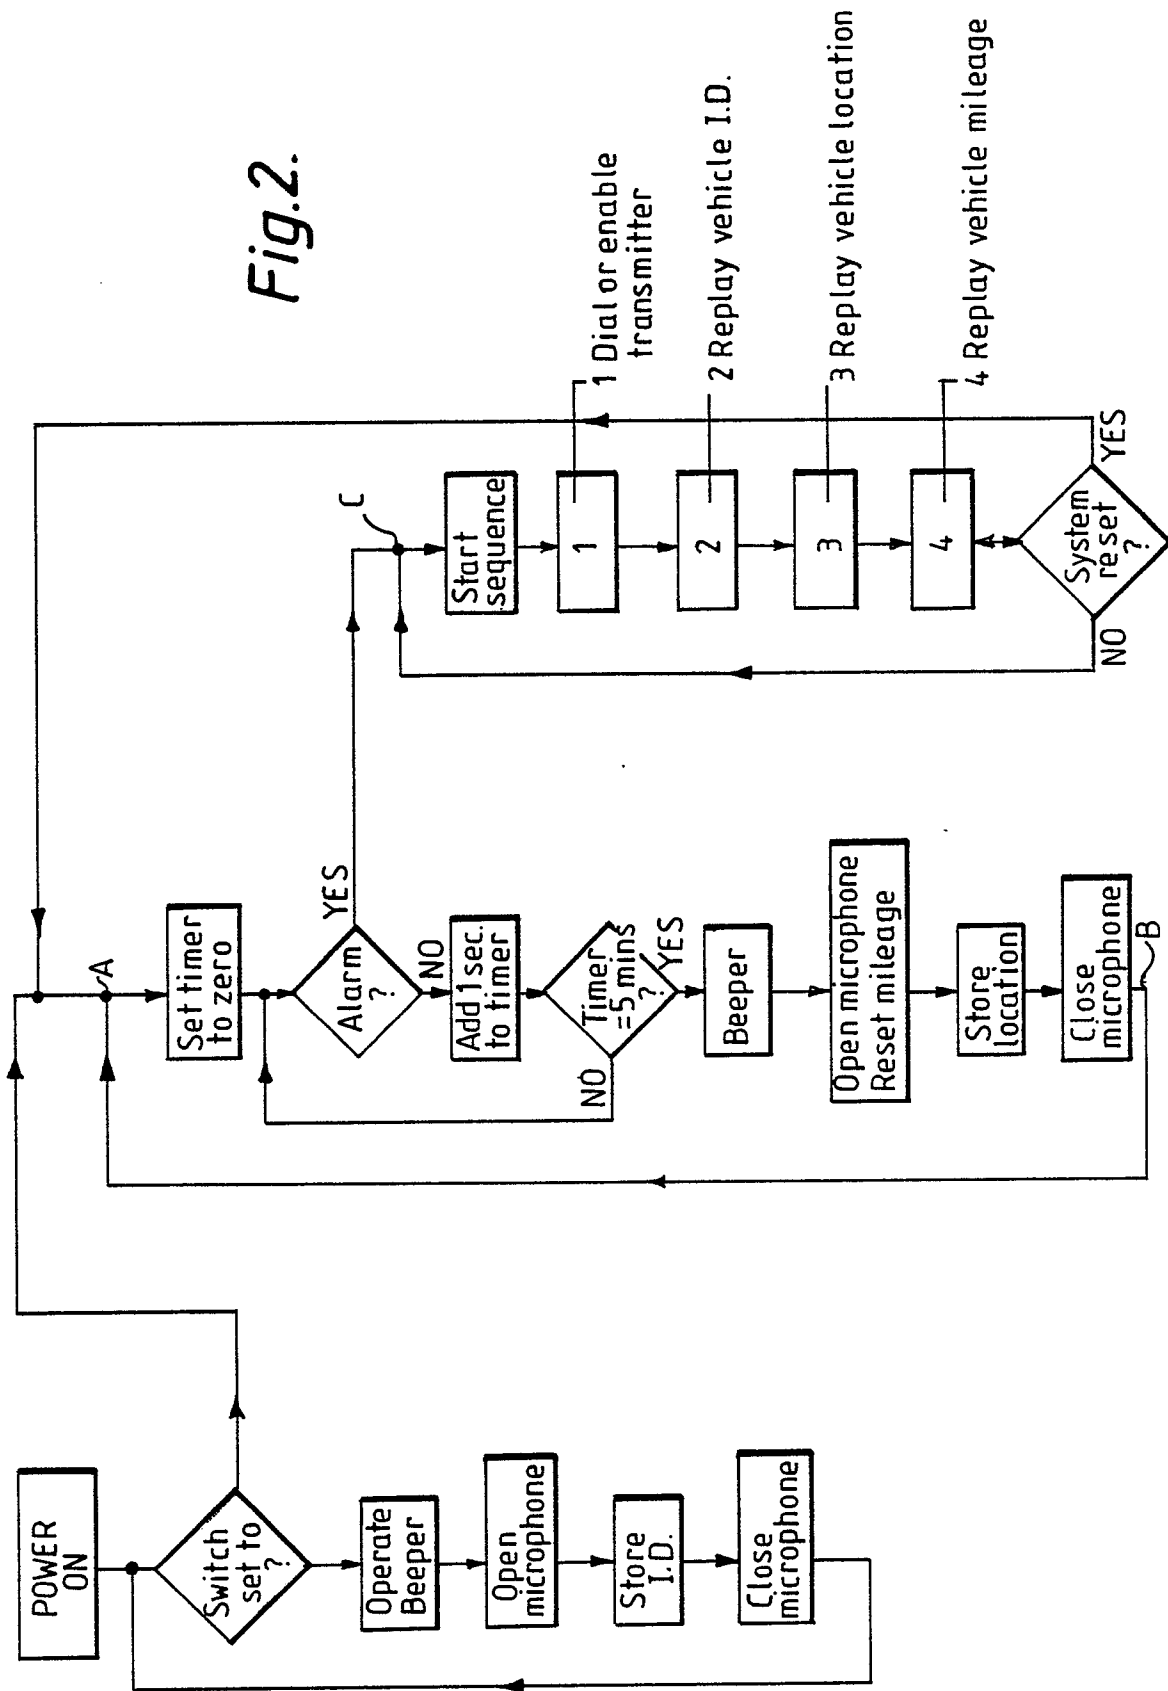 Fig.2.
POWER
ON
Switch
set to
?
Operate
Beeper
Open
microphone
Store
I.D.
Close
microphone
A
Set timer
to zero
Alarm
?
YES
NO
Add 1 sec.
to timer
Timer
=5 mins
?
NO
YES
Beeper
Open microphone
Reset mileage
Store
location
Close
microphone
B
C
Start
sequence
1
2
3
4
System
reset
?
NO
YES
1 Dial or enable
transmitter
2 Replay vehicle I.D.
3 Replay vehicle location
4 Replay vehicle mileage